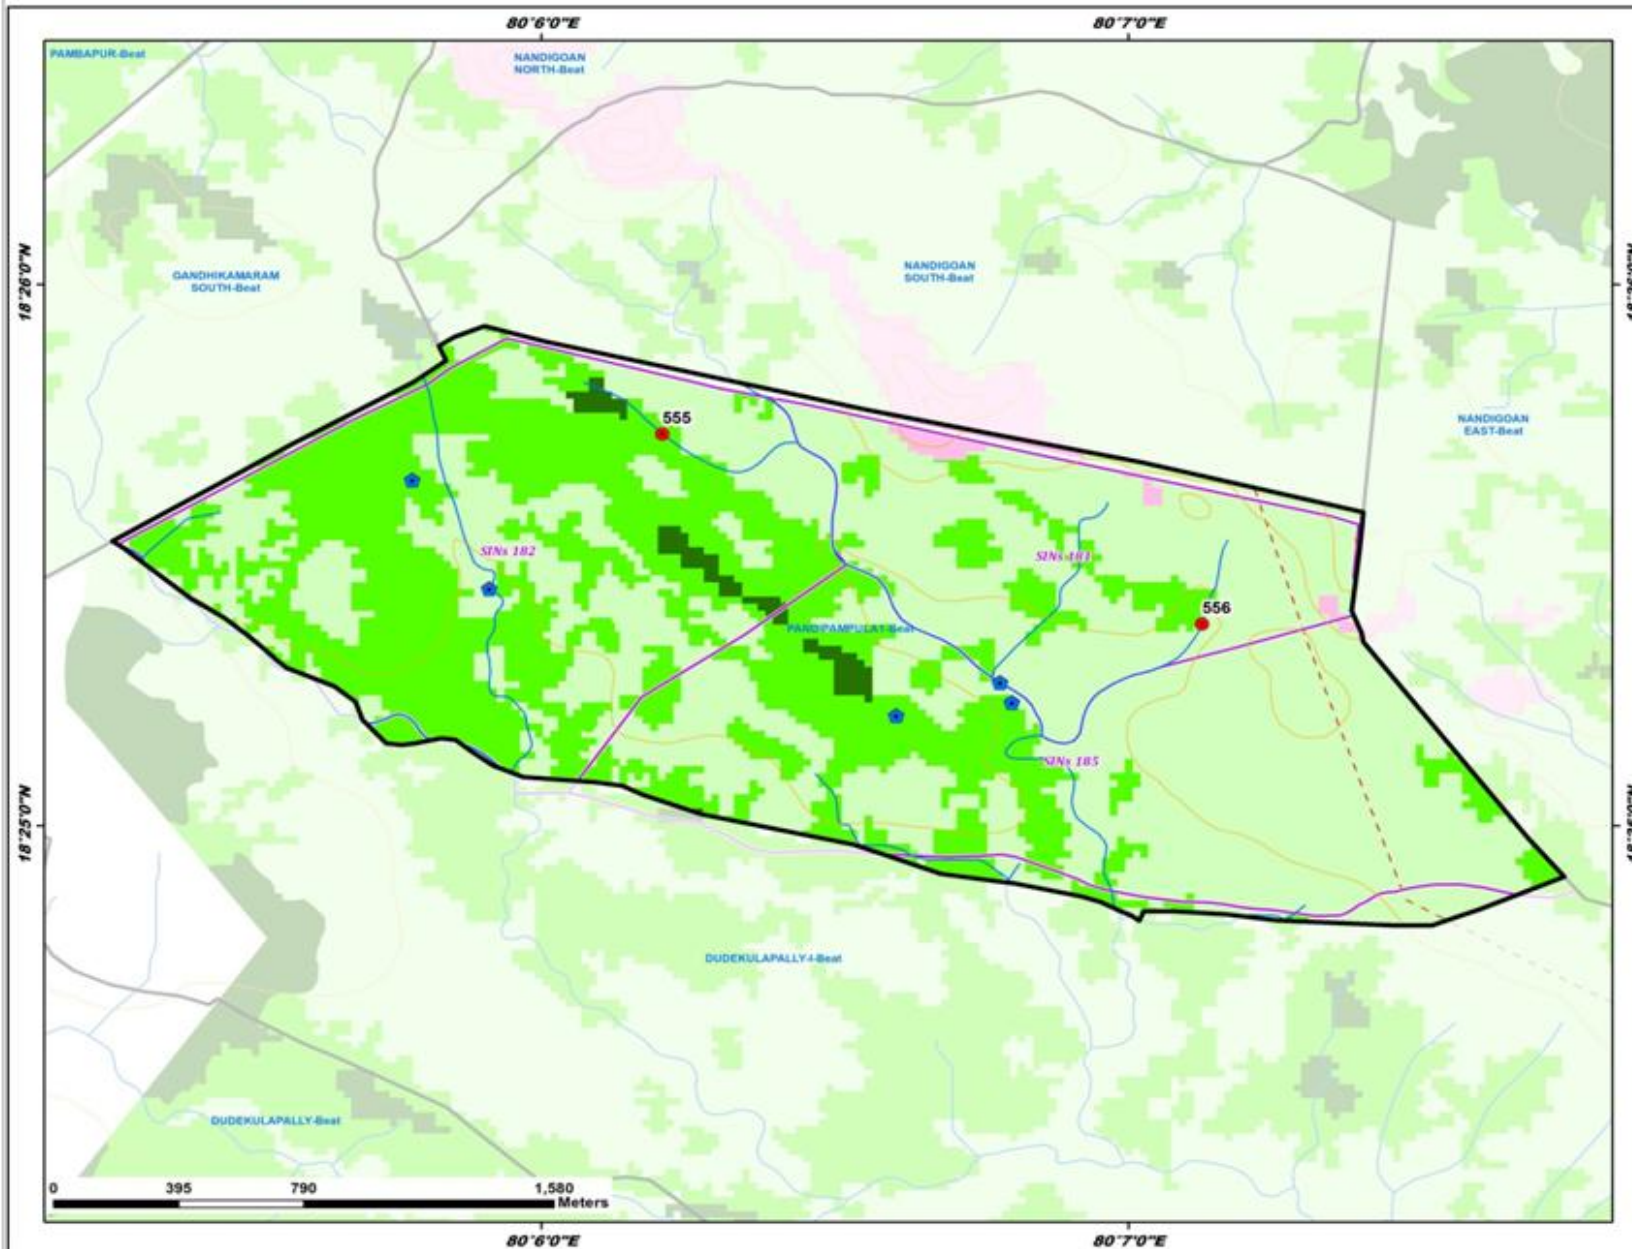 80°6'0"E
80°7'0"E
PAMBAPUR-Beat
NANDIGOAN
NORTH-Beat
GANDHIKAMARAM
SOUTH-Beat
NANDIGOAN
SOUTH-Beat
18°26'0"N
NANDIGOAN
EAST-Beat
555
SINs 182
SINs 181
556
PANDIPAMPULA1-Beat
SINs 185
18°25'0"N
DUDEKULAPALLY-I-Beat
DUDEKULAPALLY-Beat
0 395 790 1,580
Meters
80°6'0"E
80°7'0"E